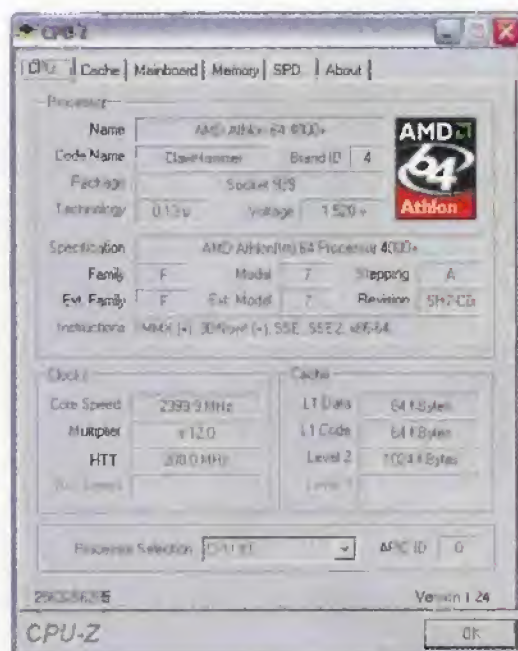 CPU-Z
CPU Cache Mainboard Memory SPD About
Processor
Name AMD Athlon 64 4000+
Code Name ClawHammer Brand ID 4
Package Socket 939
Technology 0.13 µ Voltage 1.520 v
AMD
64
Athlon
Specification AMD Athlon(tm) 64 Processor 4000+
Family F Model 7 Stepping A
Ext. Family F Ext. Model 7 Revision SH7-CG
Instructions MMX (+), 3DNow! (+), SSE, SSE2, x86-64
Clocks
Core Speed 2399.9 MHz
Multiplier x 12.0
HTT 200.0 MHz
Cache
L1 Data 64 KBytes
L1 Code 64 KBytes
Level 2 1024 KBytes
Level 3
Processor Selection APIC ID 0
Version 1.24
CPU-Z OK